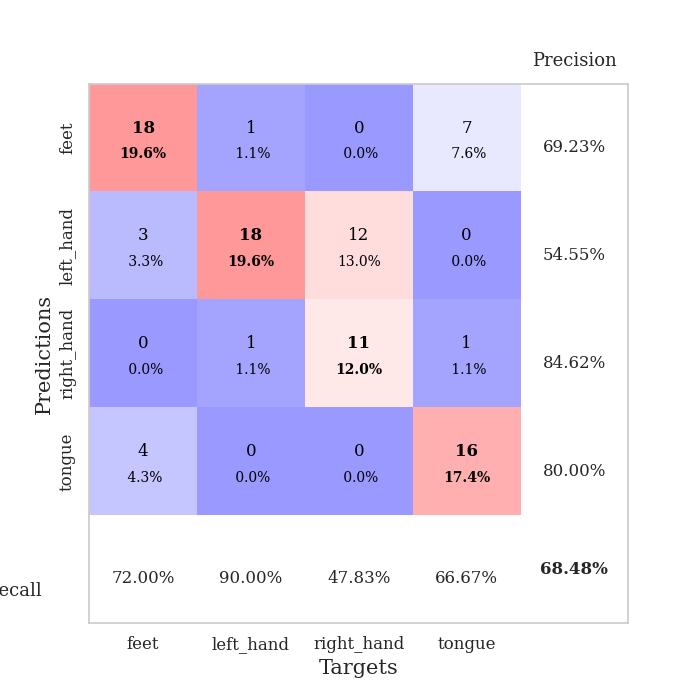 Precision
feet
18 1 0 7
19.6% 1.1% 0.0% 7.6%
69.23%
left_hand
3 18 12 0
3.3% 19.6% 13.0% 0.0%
54.55%
Predictions
right_hand
0 1 11 1
0.0% 1.1% 12.0% 1.1%
84.62%
tongue
4 0 0 16
4.3% 0.0% 0.0% 17.4%
80.00%
ecall
72.00% 90.00% 47.83% 66.67% 68.48%
feet left_hand right_hand tongue
Targets